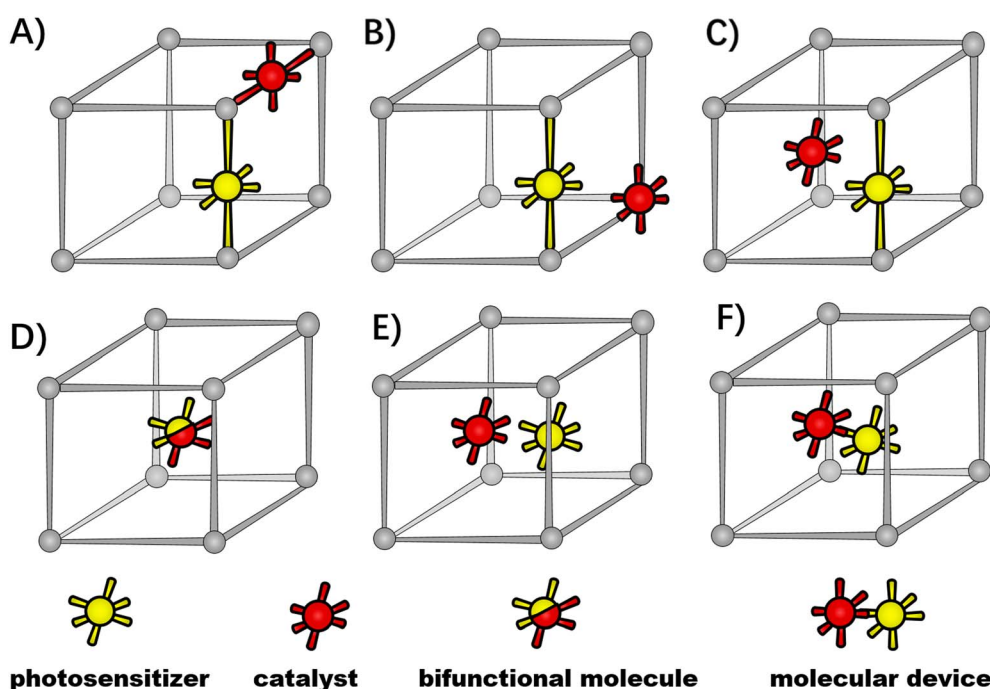 A) B) C)
D) E) F)
photosensitizer catalyst bifunctional molecule molecular device